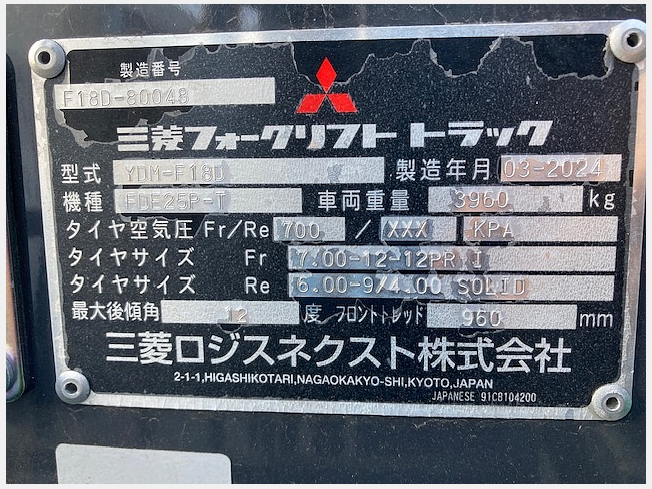 製造番号
F18D-80048
三菱フォークリフト トラック
型式 YDM-F18D 製造年月 03-2024
機種 FDE25P-T 車両重量 3960 kg
タイヤ空気圧 Fr/Re 700 / XXX KPA
タイヤサイズ Fr 7.00-12-12PR I
タイヤサイズ Re 6.00-9/4.00 SOLID
最大後傾角 12 度 フロントトレッド 960 mm
三菱ロジスネクスト株式会社
2-1-1,HIGASHIKOTARI,NAGAOKAKYO-SHI,KYOTO,JAPAN
JAPANESE 91C8104200